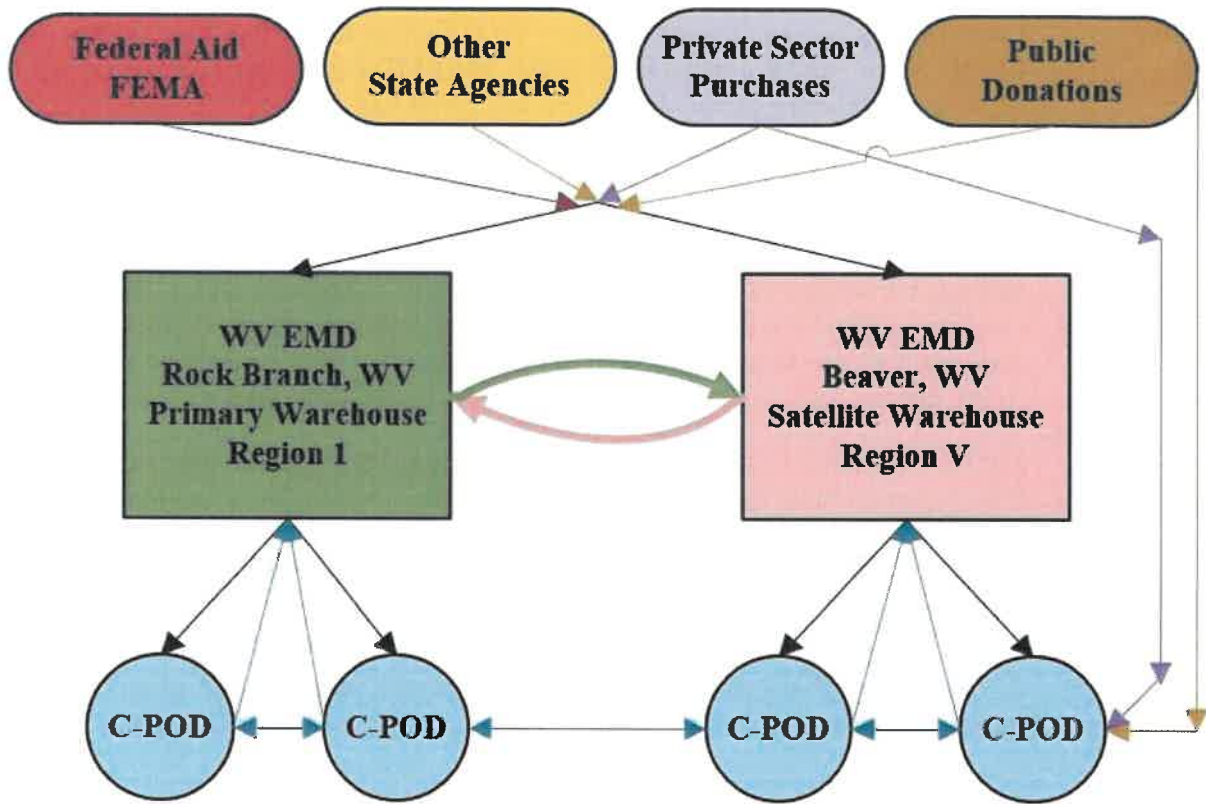 Federal Aid
FEMA
Other
State Agencies
Private Sector
Purchases
Public
Donations
WV EMD
Rock Branch, WV
Primary Warehouse
Region 1
WV EMD
Beaver, WV
Satellite Warehouse
Region V
C-POD
C-POD
C-POD
C-POD